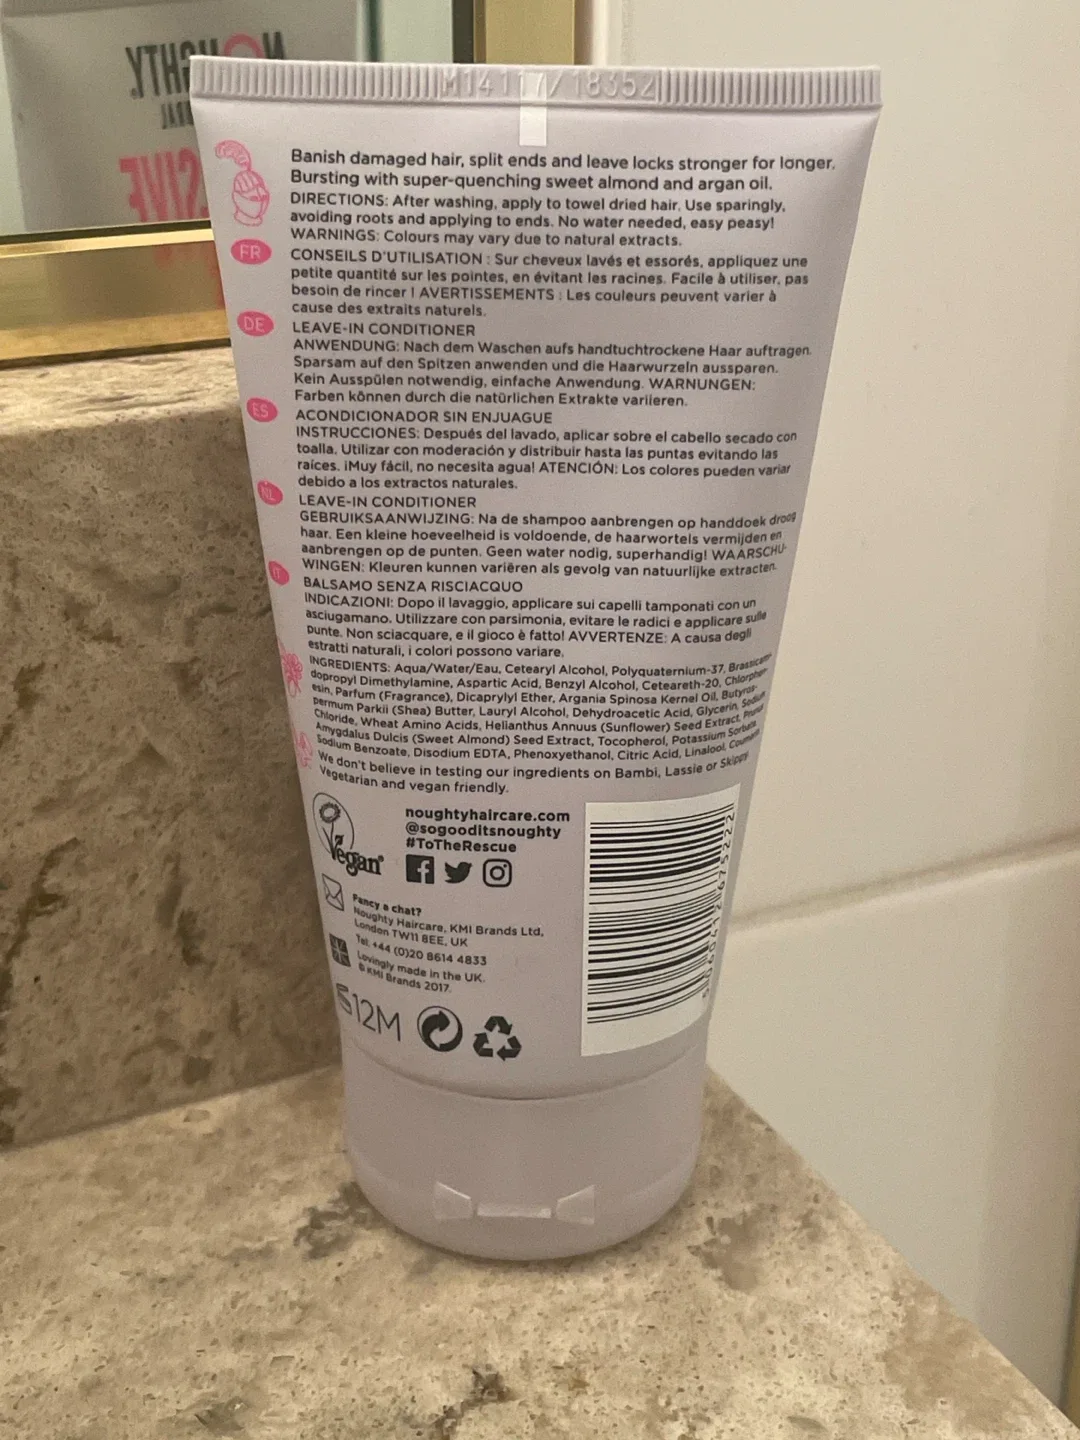 M14117/18352
Banish damaged hair, split ends and leave locks stronger for longer.
Bursting with super-quenching sweet almond and argan oil.
DIRECTIONS: After washing, apply to towel dried hair. Use sparingly,
avoiding roots and applying to ends. No water needed, easy peasy!
WARNINGS: Colours may vary due to natural extracts.
FR
CONSEILS D'UTILISATION : Sur cheveux lavés et essorés, appliquez une
petite quantité sur les pointes, en évitant les racines. Facile à utiliser, pas
besoin de rincer ! AVERTISSEMENTS : Les couleurs peuvent varier à
cause des extraits naturels.
DE
LEAVE-IN CONDITIONER
ANWENDUNG: Nach dem Waschen aufs handtuchtrockene Haar auftragen.
Sparsam auf den Spitzen anwenden und die Haarwurzeln aussparen.
Kein Ausspülen notwendig, einfache Anwendung. WARNUNGEN:
Farben können durch die natürlichen Extrakte variieren.
ES
ACONDICIONADOR SIN ENJUAGUE
INSTRUCCIONES: Después del lavado, aplicar sobre el cabello secado con
toalla. Utilizar con moderación y distribuir hasta las puntas evitando las
raíces. ¡Muy fácil, no necesita agua! ATENCIÓN: Los colores pueden variar
debido a los extractos naturales.
NL
LEAVE-IN CONDITIONER
GEBRUIKSAANWIJZING: Na de shampoo aanbrengen op handdoek droog
haar. Een kleine hoeveelheid is voldoende, de haarwortels vermijden en
aanbrengen op de punten. Geen water nodig, superhandig! WAARSCHU-
WINGEN: Kleuren kunnen variëren als gevolg van natuurlijke extracten.
IT
BALSAMO SENZA RISCIACQUO
INDICAZIONI: Dopo il lavaggio, applicare sui capelli tamponati con un
asciugamano. Utilizzare con parsimonia, evitare le radici e applicare sulle
punte. Non sciacquare, e il gioco è fatto! AVVERTENZE: A causa degli
estratti naturali, i colori possono variare.
INGREDIENTS: Aqua/Water/Eau, Cetearyl Alcohol, Polyquaternium-37, Brassicami-
dopropyl Dimethylamine, Aspartic Acid, Benzyl Alcohol, Ceteareth-20, Chlorphen-
esin, Parfum (Fragrance), Dicaprylyl Ether, Argania Spinosa Kernel Oil, Butyros-
permum Parkii (Shea) Butter, Lauryl Alcohol, Dehydroacetic Acid, Glycerin, Sodium
Chloride, Wheat Amino Acids, Helianthus Annuus (Sunflower) Seed Extract, Prunus
Amygdalus Dulcis (Sweet Almond) Seed Extract, Tocopherol, Potassium Sorbate,
Sodium Benzoate, Disodium EDTA, Phenoxyethanol, Citric Acid, Linalool, Coumarin
We don't believe in testing our ingredients on Bambi, Lassie or Skippy.
Vegetarian and vegan friendly.
Vegan
noughtyhaircare.com
@sogooditsnoughty
#ToTheRescue
Fancy a chat?
Noughty Haircare, KMI Brands Ltd,
London TW11 8EE, UK
Tel: +44 (0)20 8614 4833
Lovingly made in the UK.
© KMI Brands 2017.
12M